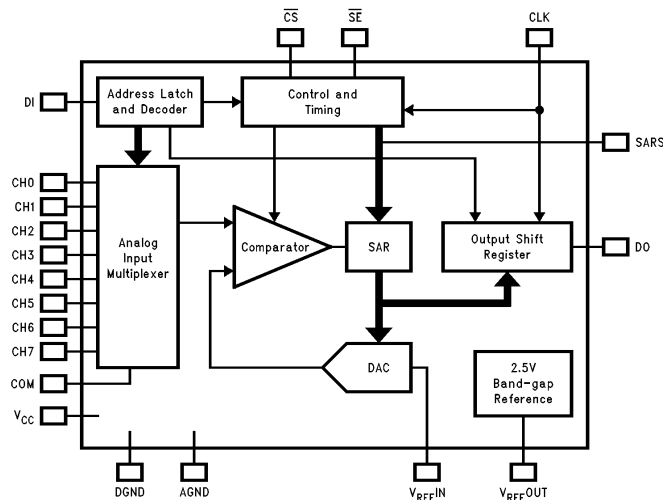 CS
SE
CLK
DI
Address Latch
and Decoder
Control and
Timing
SARS
CH0
CH1
CH2
CH3
CH4
CH5
CH6
CH7
COM
VCC
Analog
Input
Multiplexer
Comparator
SAR
Output Shift
Register
DO
DAC
2.5V
Band-gap
Reference
DGND
AGND
VREFIN
VREFOUT